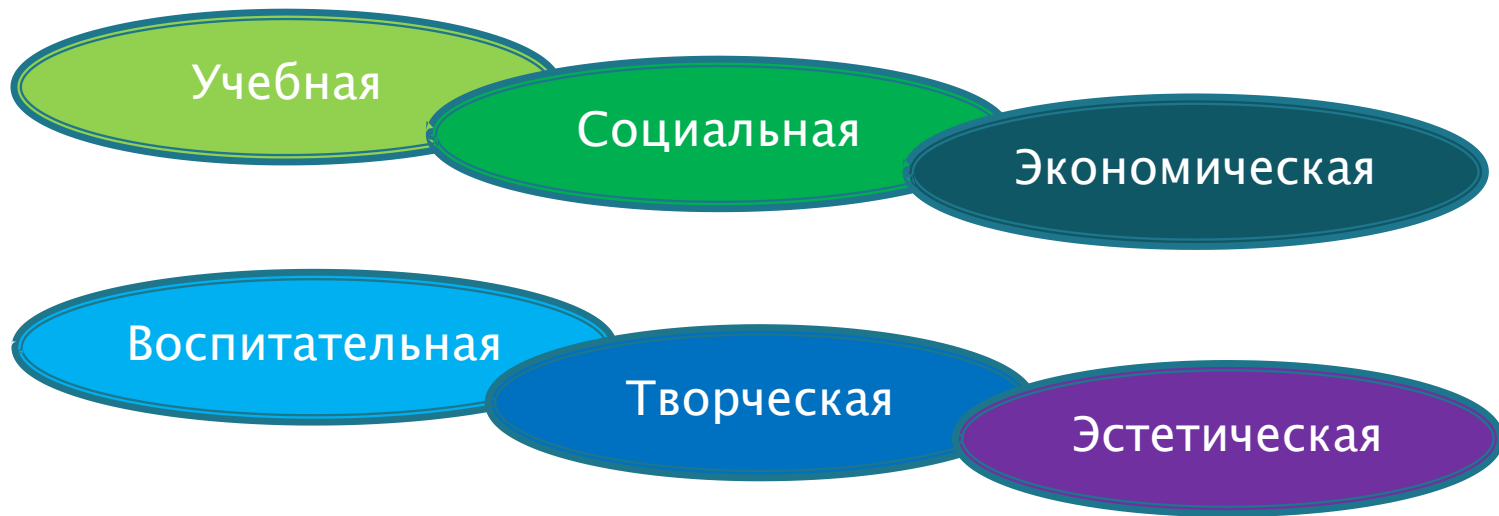 Учебная
Социальная
Экономическая
Воспитательная
Творческая
Эстетическая